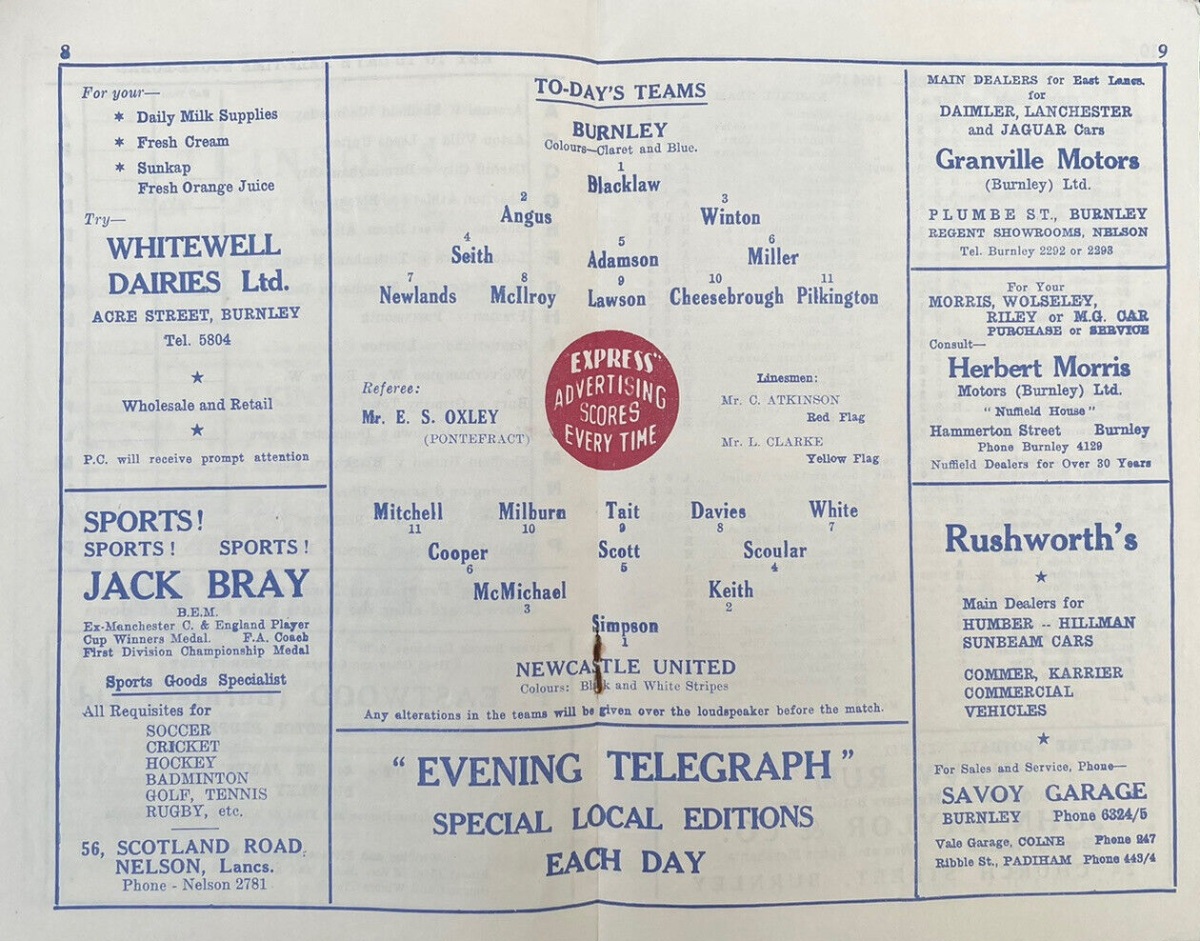 8
For your—
* Daily Milk Supplies
* Fresh Cream
* Sunkap
Fresh Orange Juice
Try—
WHITEWELL
DAIRIES Ltd.
ACRE STREET, BURNLEY
Tel. 5804
Wholesale and Retail
P.C. will receive prompt attention
SPORTS!
SPORTS! SPORTS!
JACK BRAY
B.E.M.
Ex-Manchester C. & England Player
Cup Winners Medal. F.A. Coach
First Division Championship Medal
Sports Goods Specialist
All Requisites for
SOCCER
CRICKET
HOCKEY
BADMINTON
GOLF, TENNIS
RUGBY, etc.
56, SCOTLAND ROAD,
NELSON, Lancs.
Phone - Nelson 2781
TO-DAY'S TEAMS
BURNLEY
Colours—Claret and Blue.
1
Blacklaw
2 3
Angus Winton
4 5 6
Seith Adamson Miller
7 8 9 10 11
Newlands McIlroy Lawson Cheesebrough Pilkington
Referee:
Mr. E. S. OXLEY
(PONTEFRACT)
EXPRESS"
ADVERTISING
SCORES
EVERY TIME
Linesmen:
Mr. C. ATKINSON
Red Flag
Mr. L. CLARKE
Yellow Flag
Mitchell Milburn Tait Davies White
11 10 9 8 7
Cooper Scott Scoular
6 5 4
McMichael Keith
3 2
Simpson
1
NEWCASTLE UNITED
Colours: Bl k and White Stripes
Any alterations in the teams will be given over the loudspeaker before the match.
"EVENING TELEGRAPH"
SPECIAL LOCAL EDITIONS
EACH DAY
9
MAIN DEALERS for East Lancs.
for
DAIMLER, LANCHESTER
and JAGUAR Cars
Granville Motors
(Burnley) Ltd.
PLUMBE ST., BURNLEY
REGENT SHOWROOMS, NELSON
Tel. Burnley 2292 or 2293
For Your
MORRIS, WOLSELEY,
RILEY or M.G. CAR
PURCHASE or SERVICE
Consult—
Herbert Morris
Motors (Burnley) Ltd.
"Nuffield House"
Hammerton Street Burnley
Phone Burnley 4129
Nuffield Dealers for Over 30 Years
Rushworth's
Main Dealers for
HUMBER -- HILLMAN
SUNBEAM CARS
COMMER, KARRIER
COMMERCIAL
VEHICLES
For Sales and Service, Phone—
SAVOY GARAGE
BURNLEY Phone 6324/5
Vale Garage, COLNE Phone 247
Ribble St., PADIHAM Phone 443/4